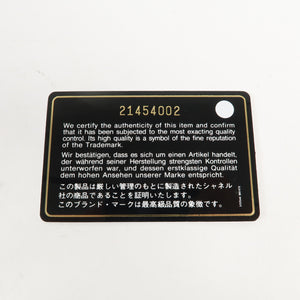 21454002
We certify the authenticity of this item and confirm
that it has been subjected to the most exacting quality
control. Its high quality is a symbol of the fine reputation
of the Trademark.
Wir bestätigen, dass es sich um einen Artikel handelt,
der während seiner Herstellung strengsten Kontrollen
unterworfen war, und dessen erstklassige Qualität
dem hohen Ansehen unserer Marke entspricht.
この製品は厳しい管理のもとに製造されたシャネル
社の商品であることを証明いたします。
このブランド・マークは最高級品質の象徴です。